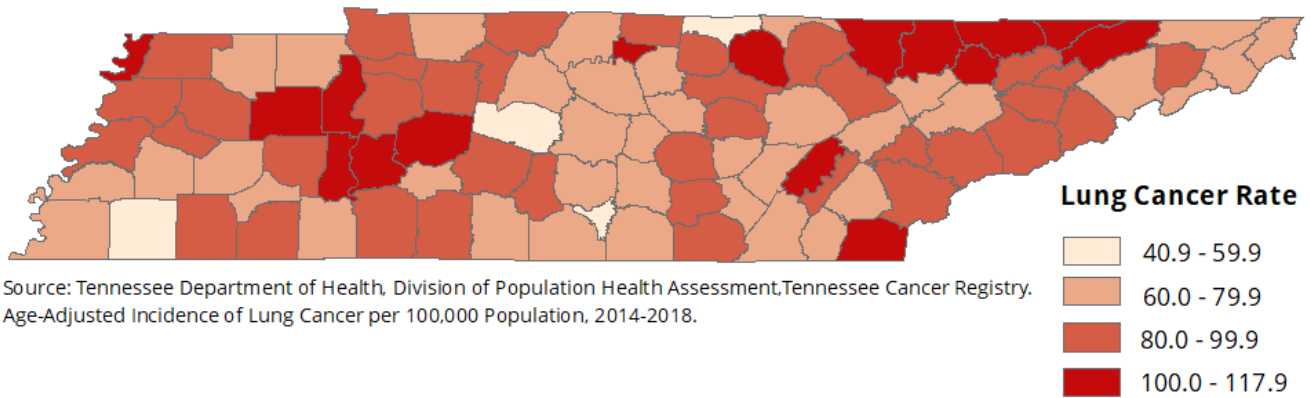 Lung Cancer Rate
40.9 - 59.9
60.0 - 79.9
80.0 - 99.9
100.0 - 117.9
Source: Tennessee Department of Health, Division of Population Health Assessment,Tennessee Cancer Registry.
Age-Adjusted Incidence of Lung Cancer per 100,000 Population, 2014-2018.